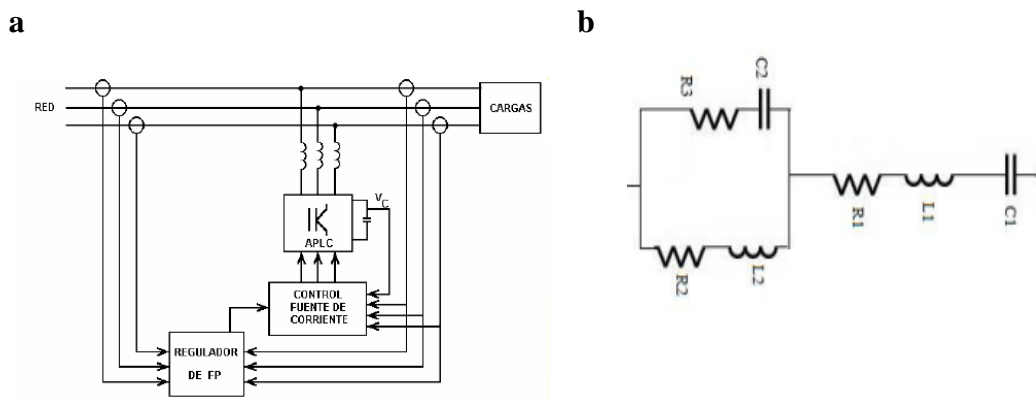 a
b
RED
CARGAS
V
C
APLC
CONTROL
FUENTE DE
CORRIENTE
REGULADOR
DE FP
R3
C2
R1
L1
C1
R2
L2